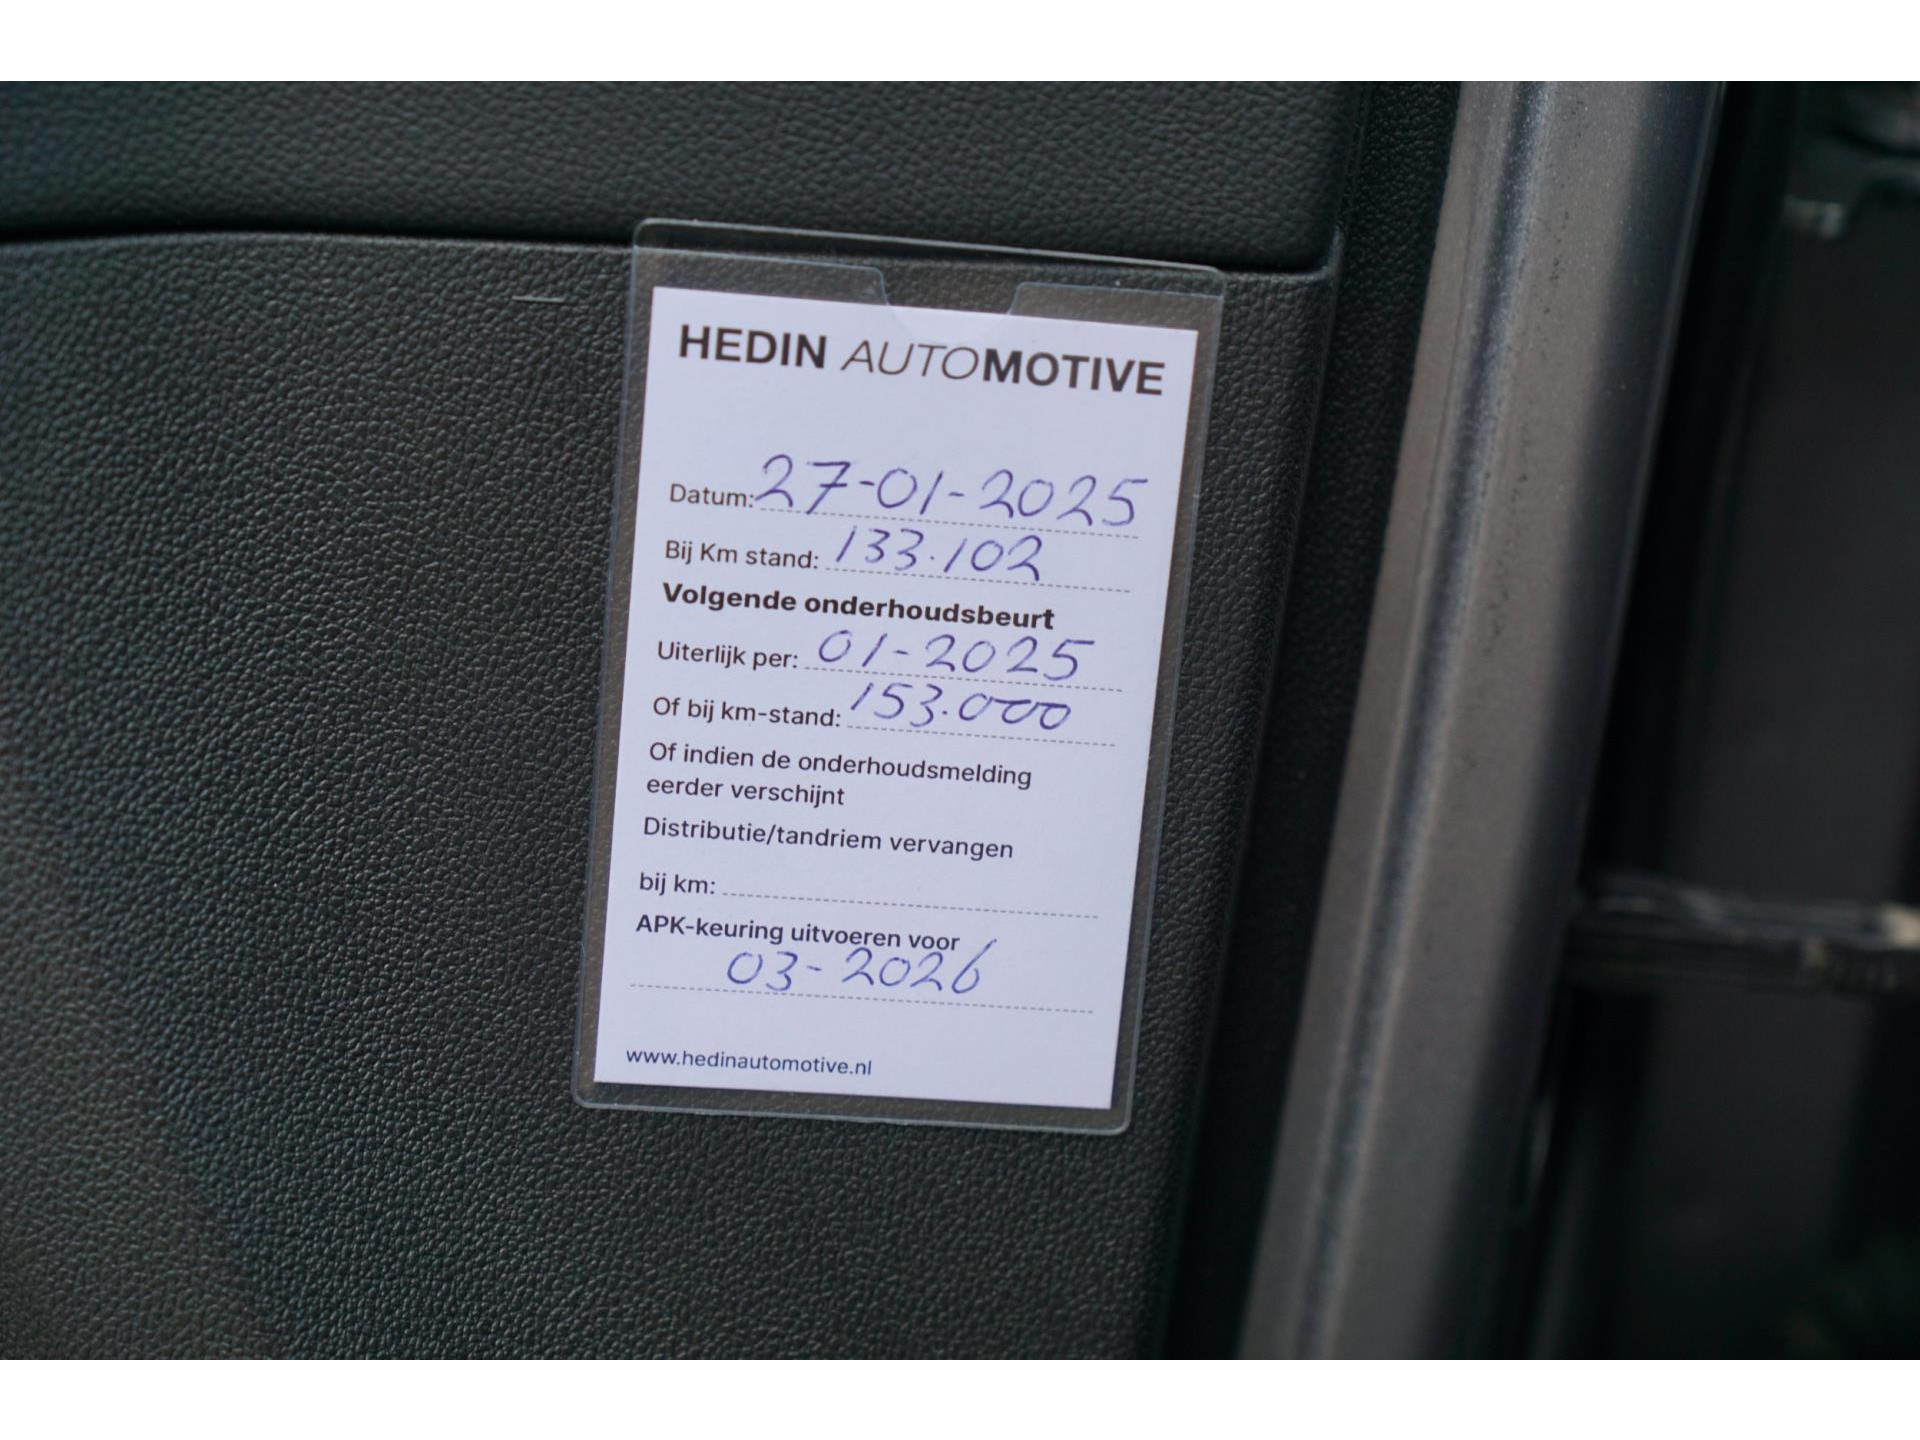 HEDIN AUTOMOTIVE
Datum: 27-01-2025
Bij Km stand: 133.102
Volgende onderhoudsbeurt
Uiterlijk per: 01-2025
Of bij km-stand: 153.000
Of indien de onderhoudsmelding
eerder verschijnt
Distributie/tandriem vervangen
bij km:
APK-keuring uitvoeren voor
03-2026
www.hedinautomotive.nl